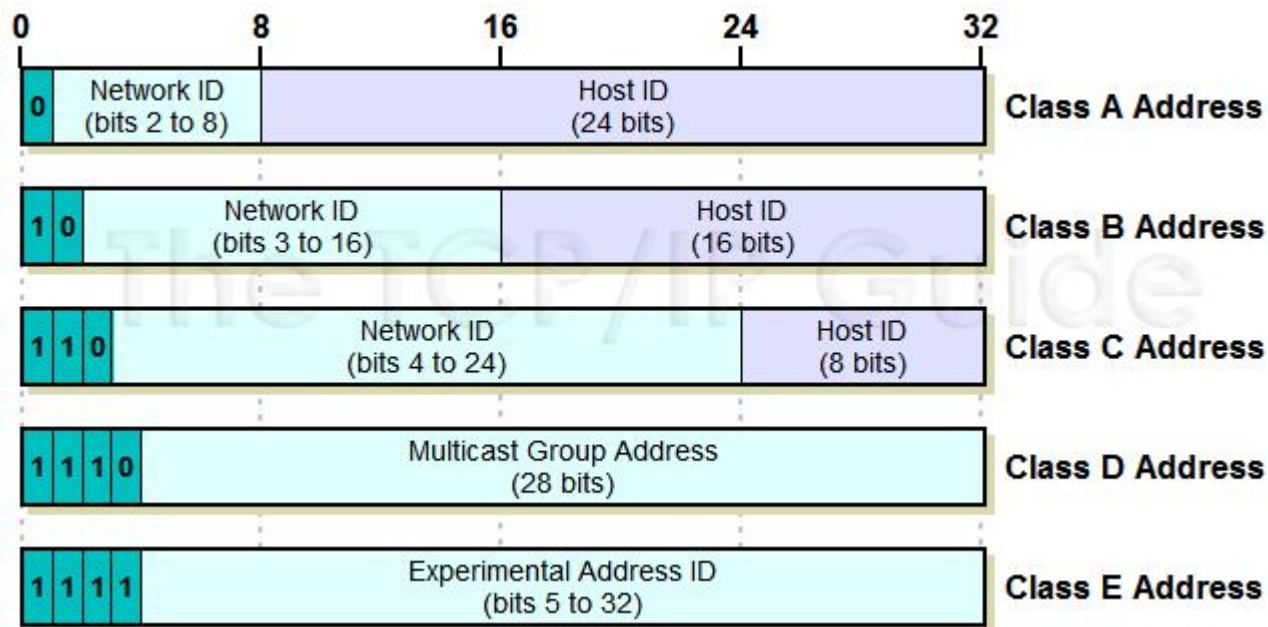 0 8 16 24 32
0 Network ID (bits 2 to 8) Host ID (24 bits) Class A Address
1 0 Network ID (bits 3 to 16) Host ID (16 bits) Class B Address
The TCP/IP Guide
1 1 0 Network ID (bits 4 to 24) Host ID (8 bits) Class C Address
1 1 1 0 Multicast Group Address (28 bits) Class D Address
1 1 1 1 Experimental Address ID (bits 5 to 32) Class E Address